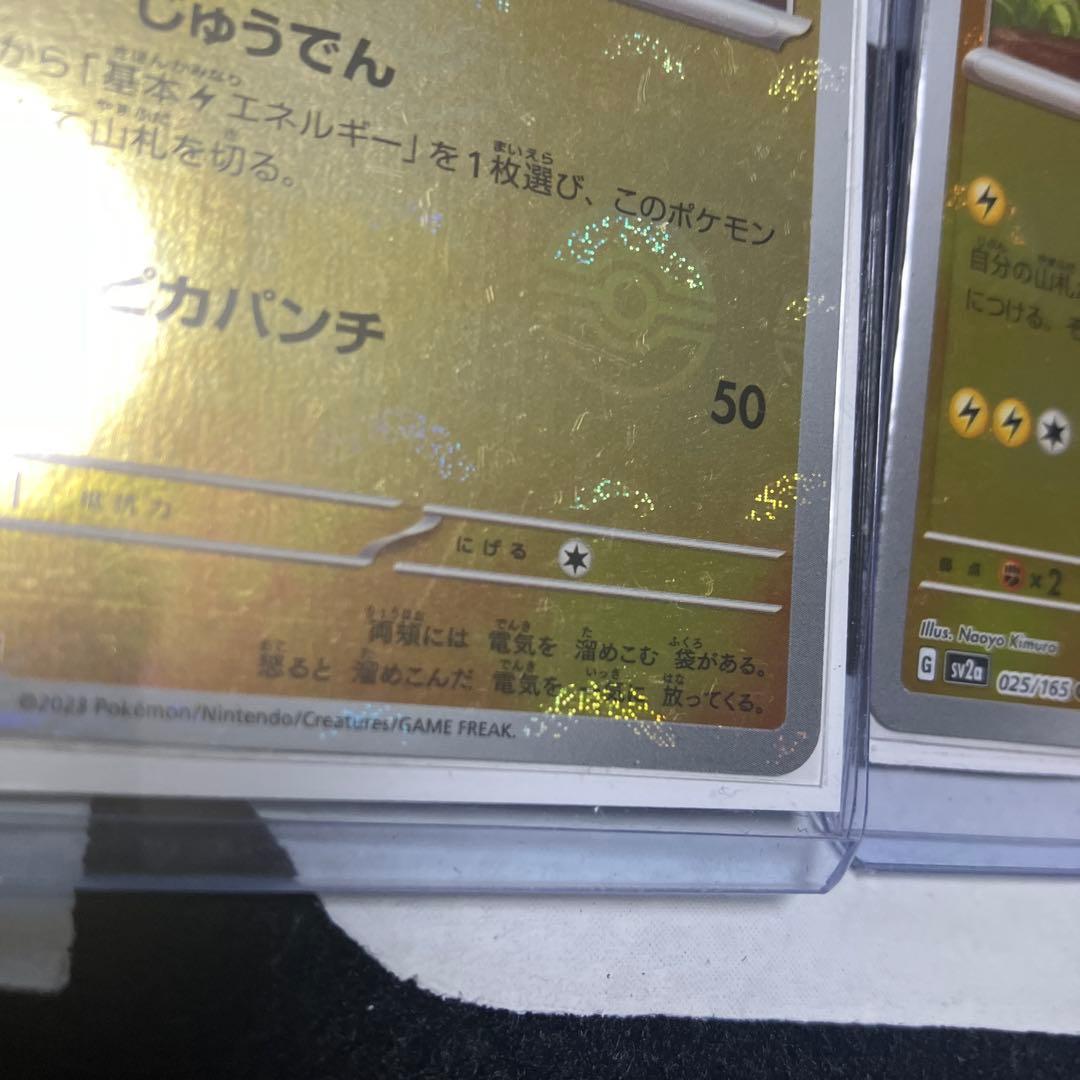 じゅうでん
から「基本エネルギー」を1枚選び、このポケモン
て山札を切る。
ピカパンチ
50
抵抗力
にげる
両頬には 電気を 溜めこむ 袋がある。
怒ると 溜めこんだ 電気を 一気に 放ってくる。
©2023 Pokémon/Nintendo/Creatures/GAME FREAK.
自分の山札
につける。そ
弱点 ×2
Illus. Naoyo Kimura
G sv2a 025/165 C